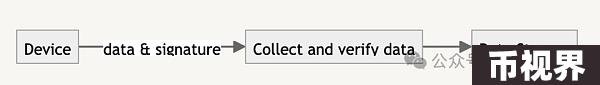 Device
data & signature
Collect and verify data
公众号
币视界